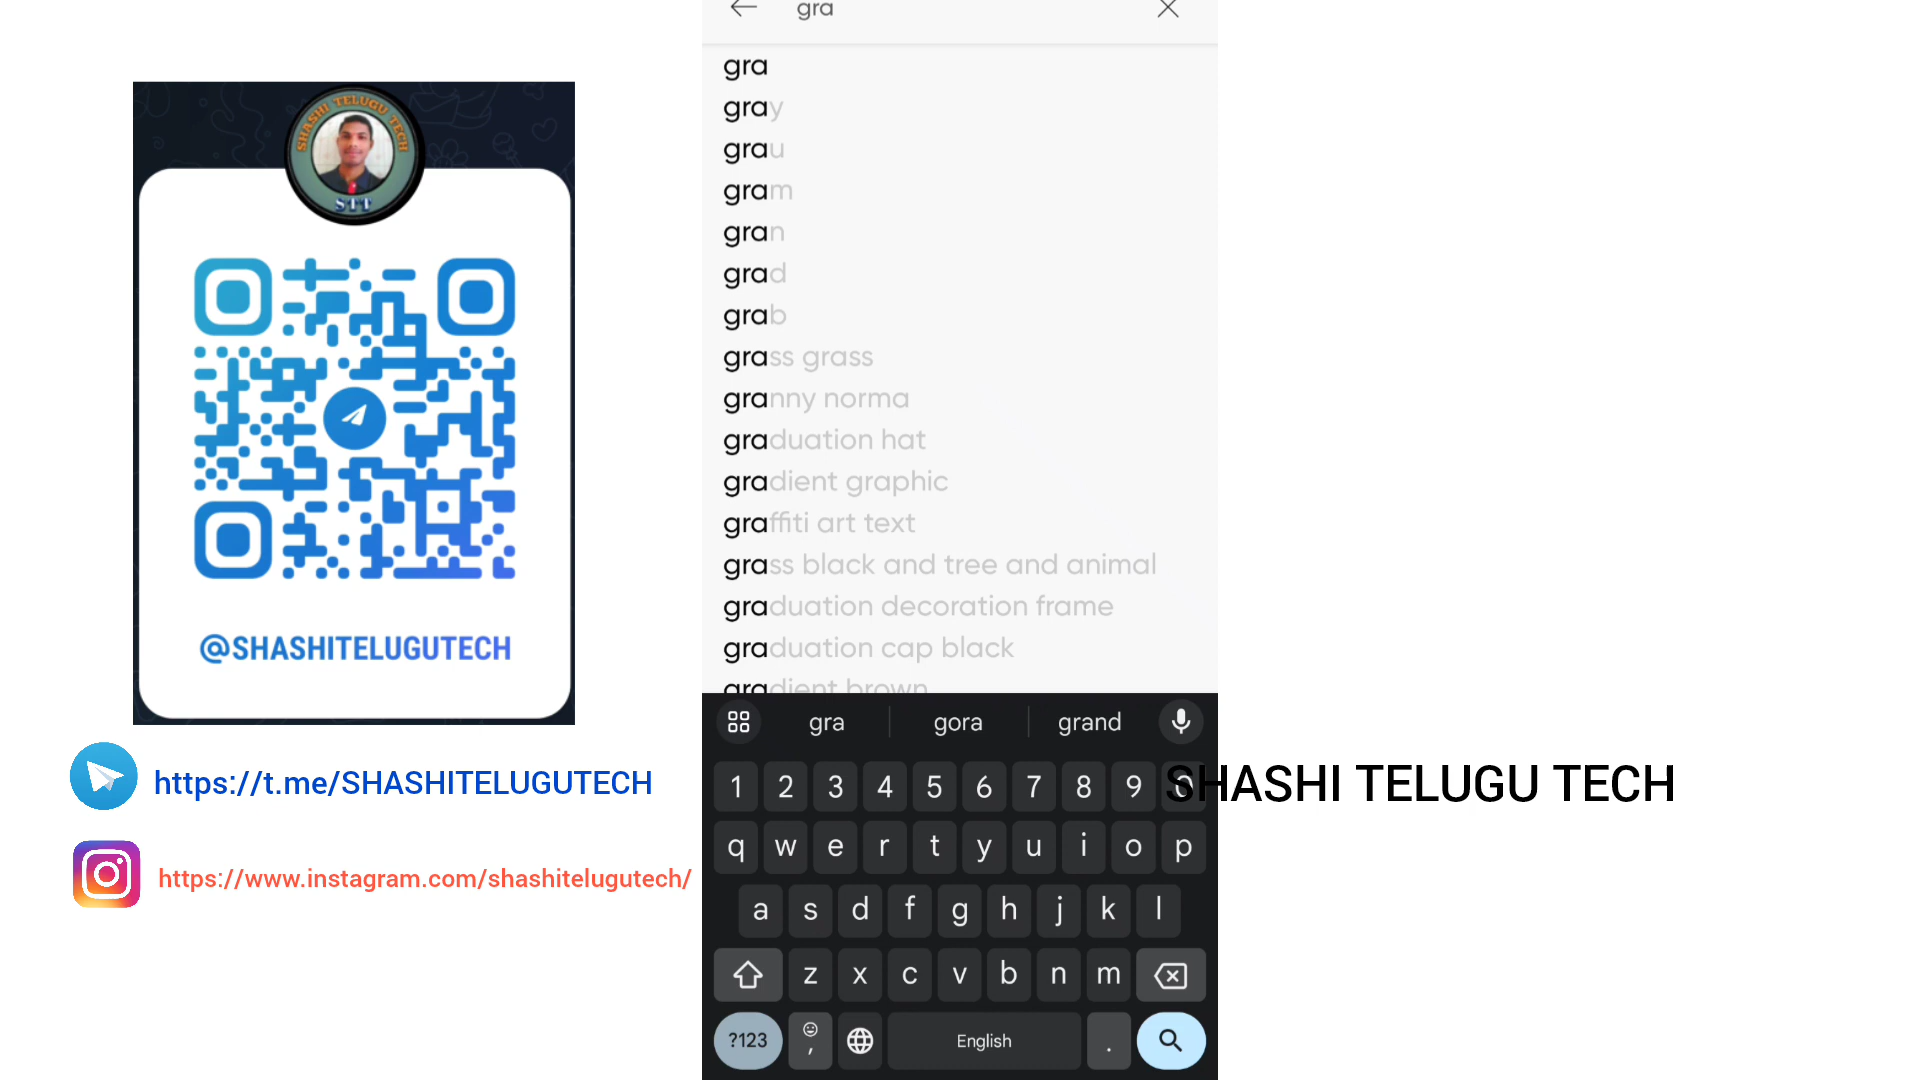 SHASHI TELUGU TECH
STT
@SHASHITELUGUTECH
https://t.me/SHASHITELUGUTECH
https://www.instagram.com/shashitelugutech/
gra
gra
gray
grau
gram
gran
grad
grab
grass grass
granny norma
graduation hat
gradient graphic
graffiti art text
grass black and tree and animal
graduation decoration frame
graduation cap black
gradient brown
gra gora grand
1 2 3 4 5 6 7 8 9 0
q w e r t y u i o p
a s d f g h j k l
z x c v b n m
?123 , English .
SHASHI TELUGU TECH